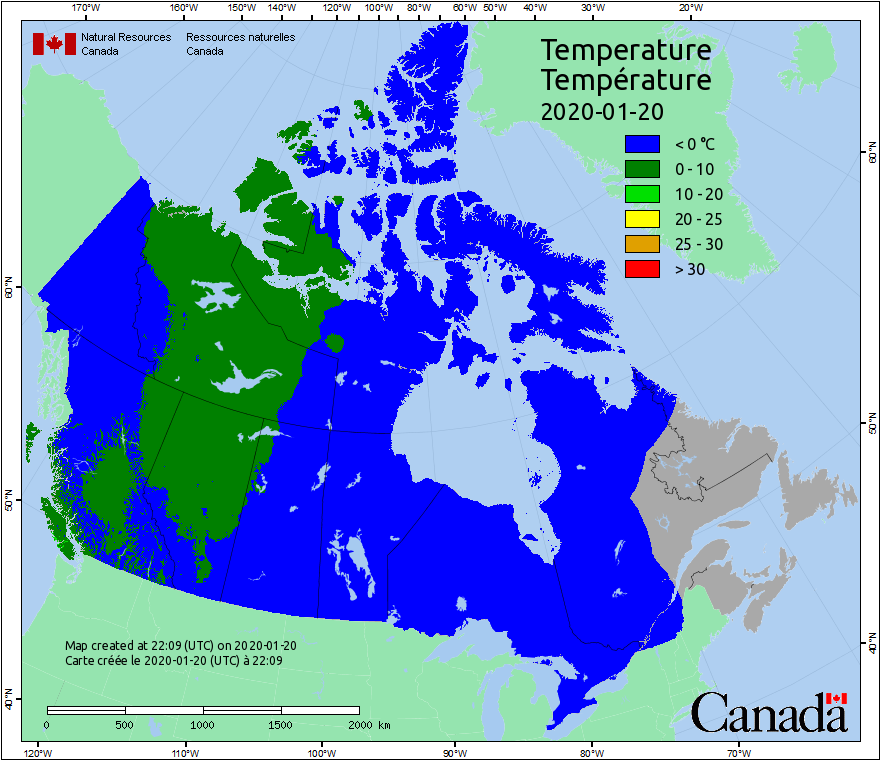 170°W 160°W 150°W 140°W 120°W 100°W 80°W 60°W 50°W 40°W 30°W 20°W
Natural Resources Ressources naturelles
Canada Canada
Temperature
Température
2020-01-20
< 0 °C
0 - 10
10 - 20
20 - 25
25 - 30
> 30
60°N
60°N
50°N
50°N
40°N
40°N
Map created at 22:09 (UTC) on 2020-01-20
Carte créée le 2020-01-20 (UTC) à 22:09
0 500 1000 1500 2000 km
Canada
120°W 110°W 100°W 90°W 80°W 70°W